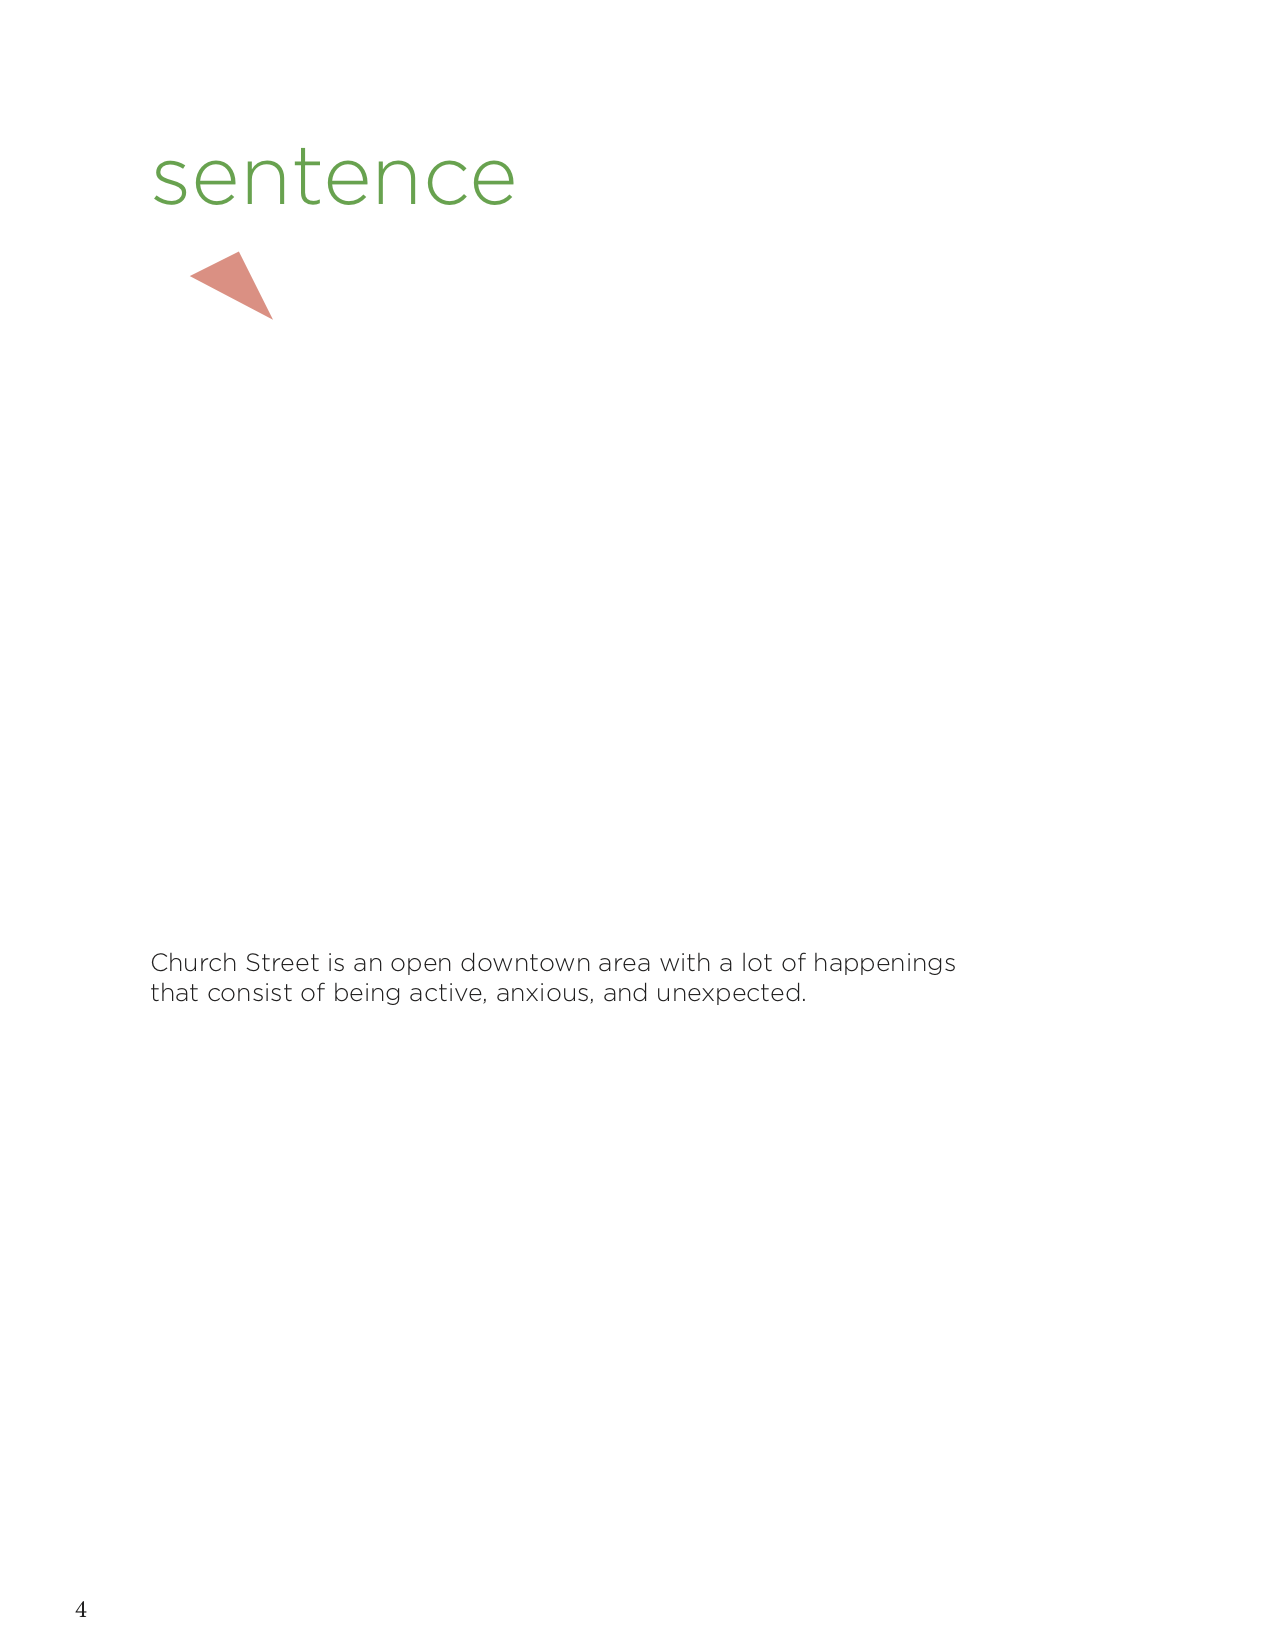 sentence
Church Street is an open downtown area with a lot of happenings
that consist of being active, anxious, and unexpected.
4